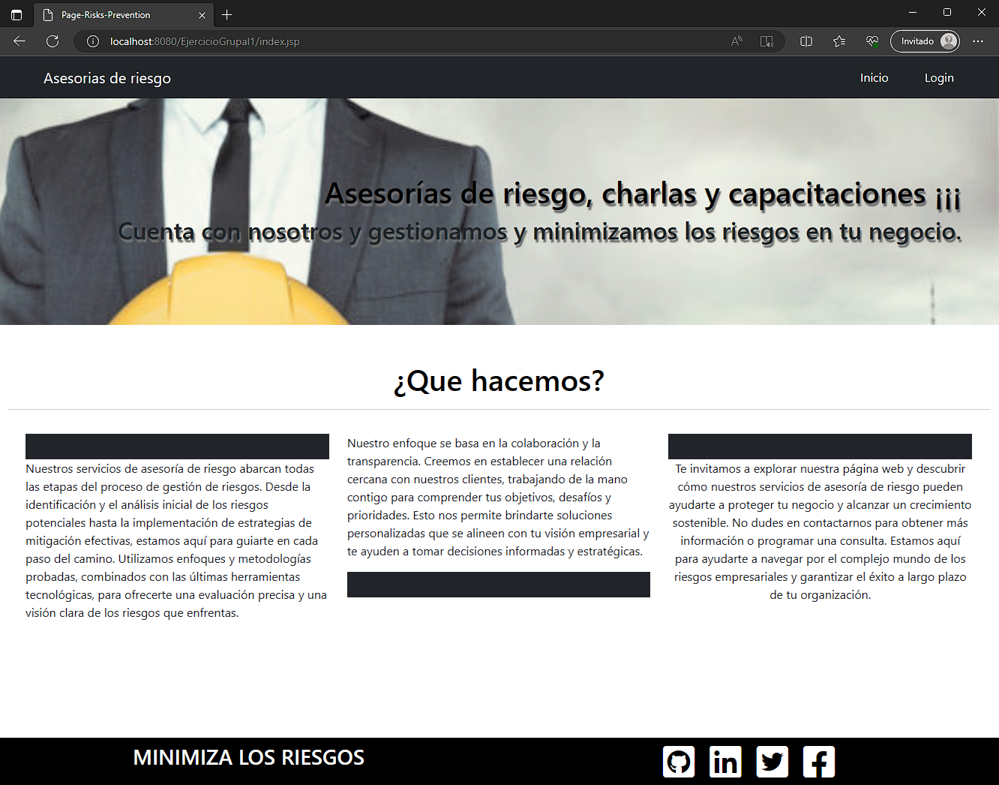 Page-Risks-Prevention
localhost:8080/EjercicioGrupal1/index.jsp
Invitado
Asesorias de riesgo
Inicio
Login
Asesorías de riesgo, charlas y capacitaciones ¡¡¡
Cuenta con nosotros y gestionamos y minimizamos los riesgos en tu negocio.
¿Que hacemos?
Nuestros servicios de asesoría de riesgo abarcan todas
las etapas del proceso de gestión de riesgos. Desde la
identificación y el análisis inicial de los riesgos
potenciales hasta la implementación de estrategias de
mitigación efectivas, estamos aquí para guiarte en cada
paso del camino. Utilizamos enfoques y metodologías
probadas, combinados con las últimas herramientas
tecnológicas, para ofrecerte una evaluación precisa y una
visión clara de los riesgos que enfrentas.
Nuestro enfoque se basa en la colaboración y la
transparencia. Creemos en establecer una relación
cercana con nuestros clientes, trabajando de la mano
contigo para comprender tus objetivos, desafíos y
prioridades. Esto nos permite brindarte soluciones
personalizadas que se alineen con tu visión empresarial y
te ayuden a tomar decisiones informadas y estratégicas.
Te invitamos a explorar nuestra página web y descubrir
cómo nuestros servicios de asesoría de riesgo pueden
ayudarte a proteger tu negocio y alcanzar un crecimiento
sostenible. No dudes en contactarnos para obtener más
información o programar una consulta. Estamos aquí
para ayudarte a navegar por el complejo mundo de los
riesgos empresariales y garantizar el éxito a largo plazo
de tu organización.
MINIMIZA LOS RIESGOS